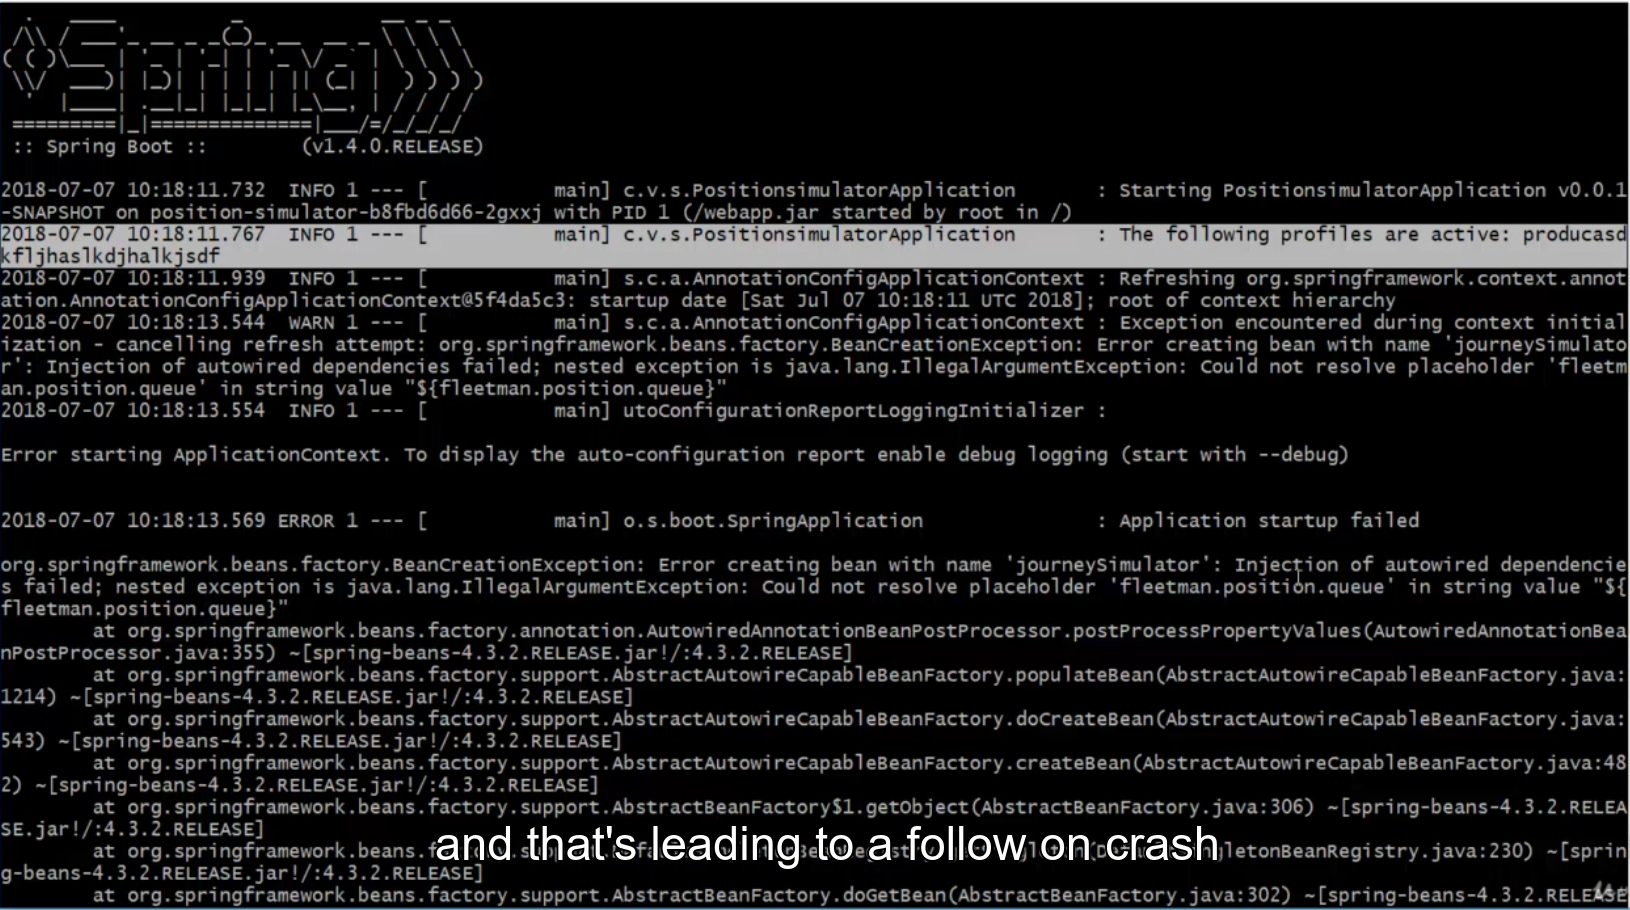 :: Spring Boot ::        (v1.4.0.RELEASE)
2018-07-07 10:18:11.732  INFO 1 --- [           main] c.v.s.PositionsimulatorApplication       : Starting PositionsimulatorApplication v0.0.1
-SNAPSHOT on position-simulator-b8fbd6d66-2gxxj with PID 1 (/webapp.jar started by root in /)
2018-07-07 10:18:11.767  INFO 1 --- [           main] c.v.s.PositionsimulatorApplication       : The following profiles are active: producasd
kfljhaslkdjhalkjsdf
2018-07-07 10:18:11.939  INFO 1 --- [           main] s.c.a.AnnotationConfigApplicationContext : Refreshing org.springframework.context.annot
ation.AnnotationConfigApplicationContext@5f4da5c3: startup date [Sat Jul 07 10:18:11 UTC 2018]; root of context hierarchy
2018-07-07 10:18:13.544  WARN 1 --- [           main] s.c.a.AnnotationConfigApplicationContext : Exception encountered during context initial
ization - cancelling refresh attempt: org.springframework.beans.factory.BeanCreationException: Error creating bean with name 'journeySimulato
r': Injection of autowired dependencies failed; nested exception is java.lang.IllegalArgumentException: Could not resolve placeholder 'fleetm
an.position.queue' in string value "${fleetman.position.queue}"
2018-07-07 10:18:13.554  INFO 1 --- [           main] utoConfigurationReportLoggingInitializer :
Error starting ApplicationContext. To display the auto-configuration report enable debug logging (start with --debug)
2018-07-07 10:18:13.569 ERROR 1 --- [           main] o.s.boot.SpringApplication               : Application startup failed
org.springframework.beans.factory.BeanCreationException: Error creating bean with name 'journeySimulator': Injection of autowired dependencie
s failed; nested exception is java.lang.IllegalArgumentException: Could not resolve placeholder 'fleetman.position.queue' in string value "${
fleetman.position.queue}"
        at org.springframework.beans.factory.annotation.AutowiredAnnotationBeanPostProcessor.postProcessPropertyValues(AutowiredAnnotationBea
nPostProcessor.java:355) ~[spring-beans-4.3.2.RELEASE.jar!/:4.3.2.RELEASE]
        at org.springframework.beans.factory.support.AbstractAutowireCapableBeanFactory.populateBean(AbstractAutowireCapableBeanFactory.java:
1214) ~[spring-beans-4.3.2.RELEASE.jar!/:4.3.2.RELEASE]
        at org.springframework.beans.factory.support.AbstractAutowireCapableBeanFactory.doCreateBean(AbstractAutowireCapableBeanFactory.java:
543) ~[spring-beans-4.3.2.RELEASE.jar!/:4.3.2.RELEASE]
        at org.springframework.beans.factory.support.AbstractAutowireCapableBeanFactory.createBean(AbstractAutowireCapableBeanFactory.java:48
2) ~[spring-beans-4.3.2.RELEASE.jar!/:4.3.2.RELEASE]
        at org.springframework.beans.factory.support.AbstractBeanFactory$1.getObject(AbstractBeanFactory.java:306) ~[spring-beans-4.3.2.RELEA
SE.jar!/:4.3.2.RELEASE]
and that's leading to a follow on crash
        at org.springframework.beans. ngletonBeanRegistry.java:230) ~[sprin
g-beans-4.3.2.RELEASE.jar!/:4.3.2.RELEASE]
        at org.springframework.beans.factory.support.AbstractBeanFactory.doGetBean(AbstractBeanFactory.java:302) ~[spring-beans-4.3.2.RELEASE